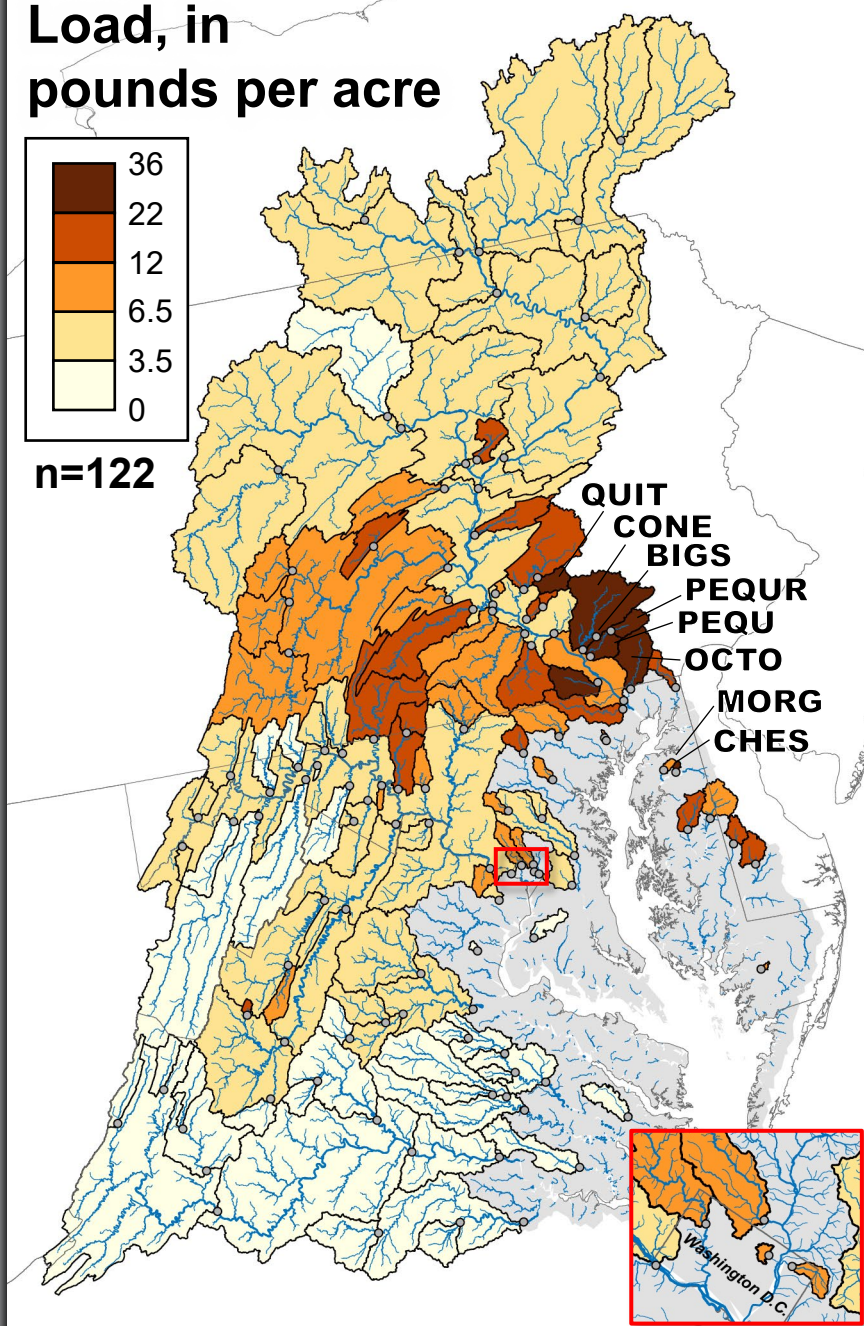 Load, in
pounds per acre
36
22
12
6.5
3.5
0
n=122
QUIT
CONE
BIGS
PEQUR
PEQU
OCTO
MORG
CHES
Washington D.C.